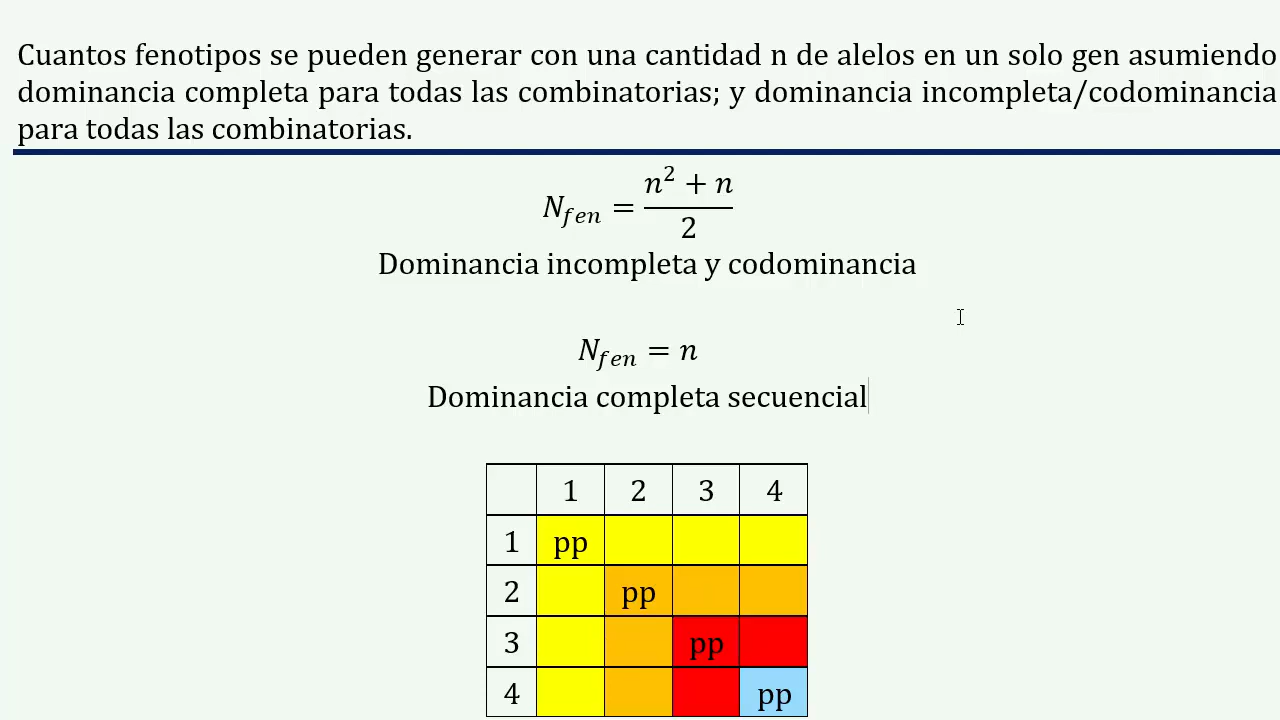 Cuantos fenotipos se pueden generar con una cantidad n de alelos en un solo gen asumiendo
dominancia completa para todas las combinatorias; y dominancia incompleta/codominancia
para todas las combinatorias.
N_fen = (n² + n)/2
Dominancia incompleta y codominancia
N_fen = n
Dominancia completa secuencial
1 2 3 4
1 pp
2 pp
3 pp
4 pp